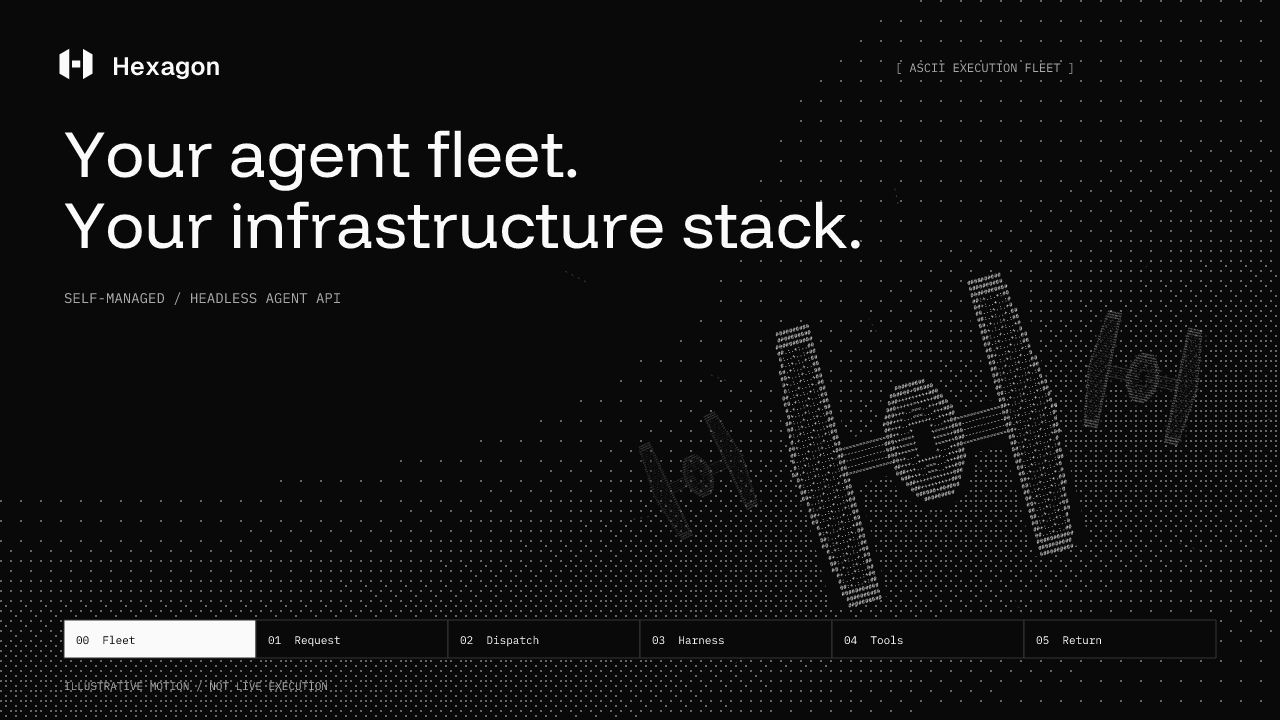 Hexagon
[ ASCII EXECUTION FLEET ]
Your agent fleet.
Your infrastructure stack.
SELF-MANAGED / HEADLESS AGENT API
00 Fleet
01 Request
02 Dispatch
03 Harness
04 Tools
05 Return
ILLUSTRATIVE MOTION / NOT LIVE EXECUTION